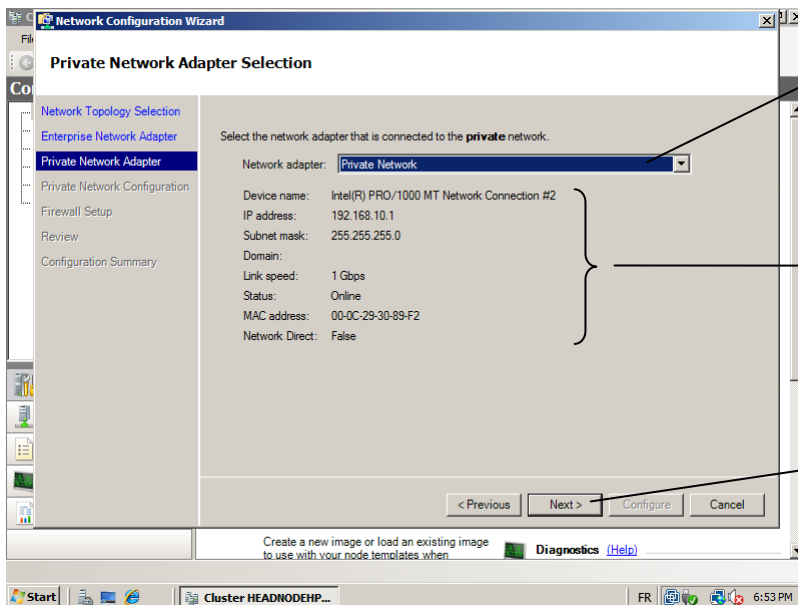 Network Configuration Wizard
Private Network Adapter Selection
Network Topology Selection
Enterprise Network Adapter
Private Network Adapter
Private Network Configuration
Firewall Setup
Review
Configuration Summary
Select the network adapter that is connected to the private network.
Network adapter: Private Network
Device name: Intel(R) PRO/1000 MT Network Connection #2
IP address: 192.168.10.1
Subnet mask: 255.255.255.0
Domain:
Link speed: 1 Gbps
Status: Online
MAC address: 00-0C-29-30-89-F2
Network Direct: False
< Previous Next > Configure Cancel
Create a new image or load an existing image
to use with your node templates when
Diagnostics (Help)
Start Cluster HEADNODEHP... FR 6:53 PM